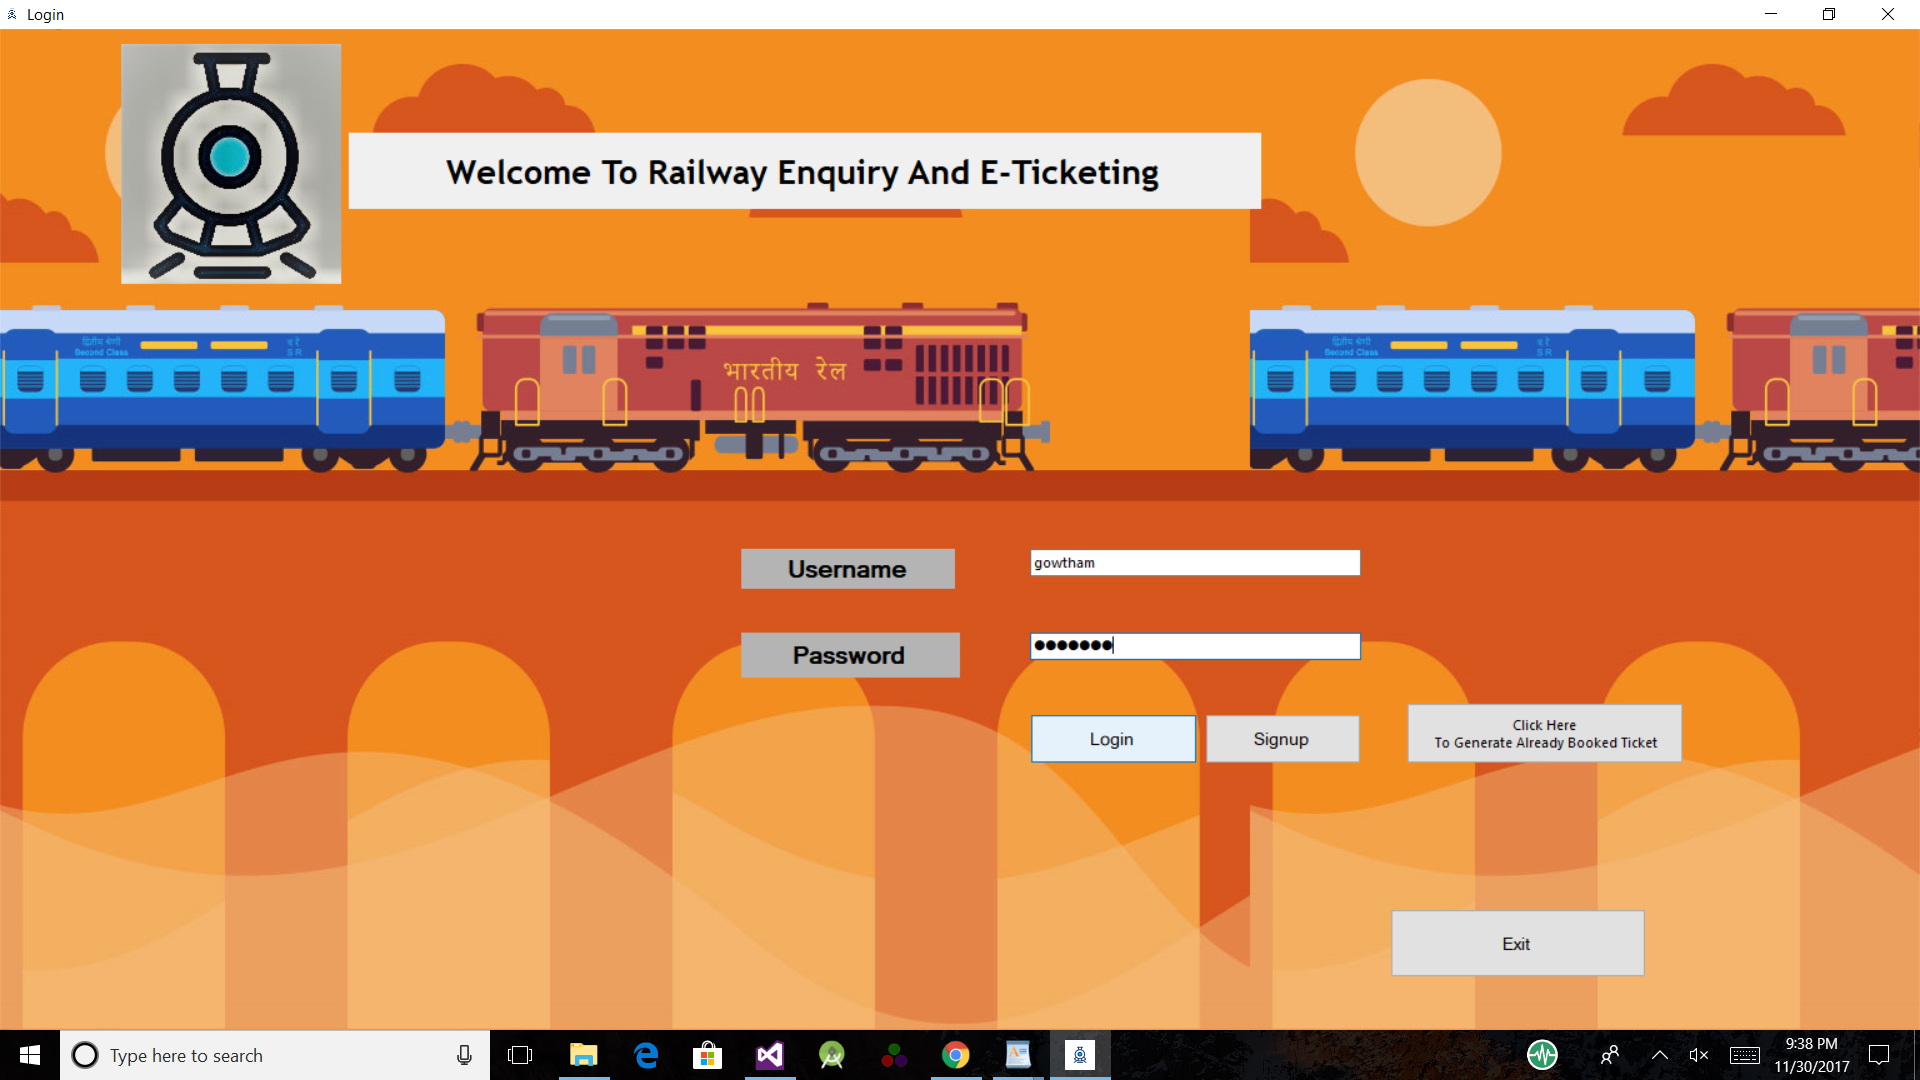 Login
Welcome To Railway Enquiry And E-Ticketing
द्वितीय श्रेणी
Second Class
द रे
S R
भारतीय रेल
द्वितीय श्रेणी
Second Class
द रे
S R
Username
gowtham
Password
Login
Signup
Click Here
To Generate Already Booked Ticket
Exit
Type here to search
9:38 PM
11/30/2017